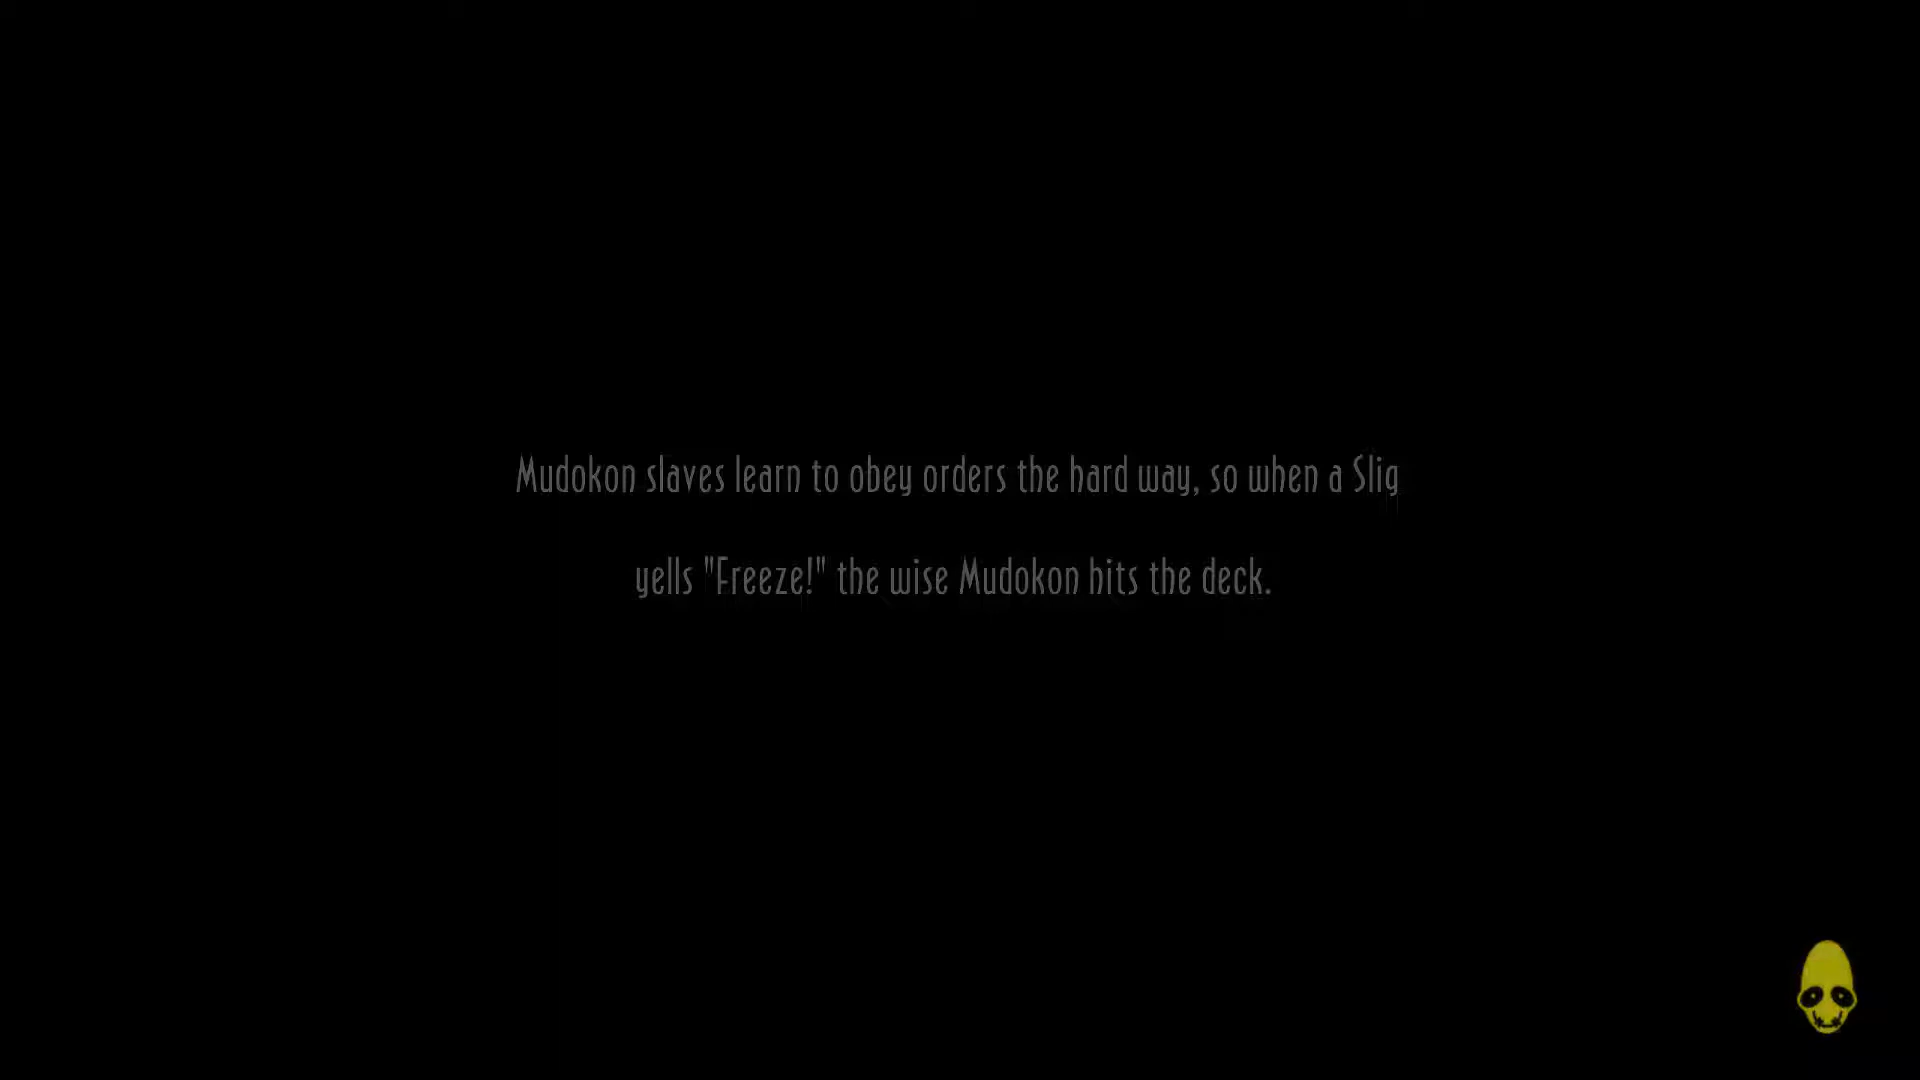 Mudokon slaves learn to obey orders the hard way, so when a Slig
yells "Freeze!" the wise Mudokon hits the deck.